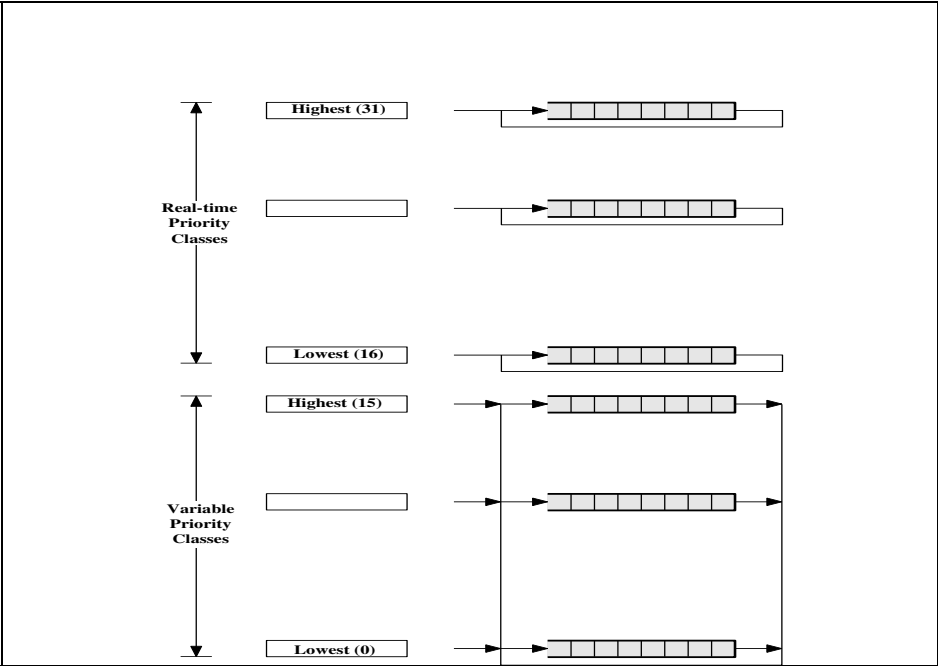 Highest (31)
Real-time
Priority
Classes
Lowest (16)
Highest (15)
Variable
Priority
Classes
Lowest (0)